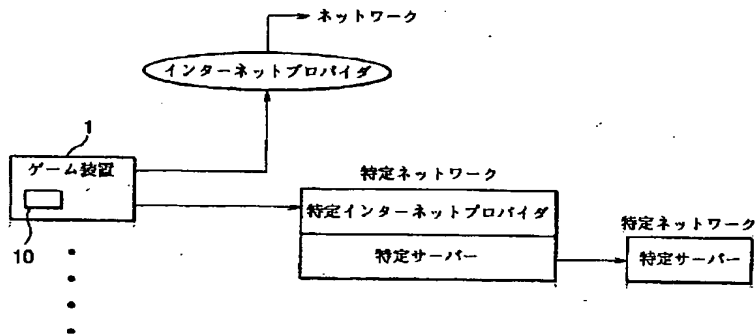 ネットワーク
インターネットプロバイダ
1
ゲーム装置
10
特定ネットワーク
特定インターネットプロバイダ
特定サーバー
特定ネットワーク
特定サーバー